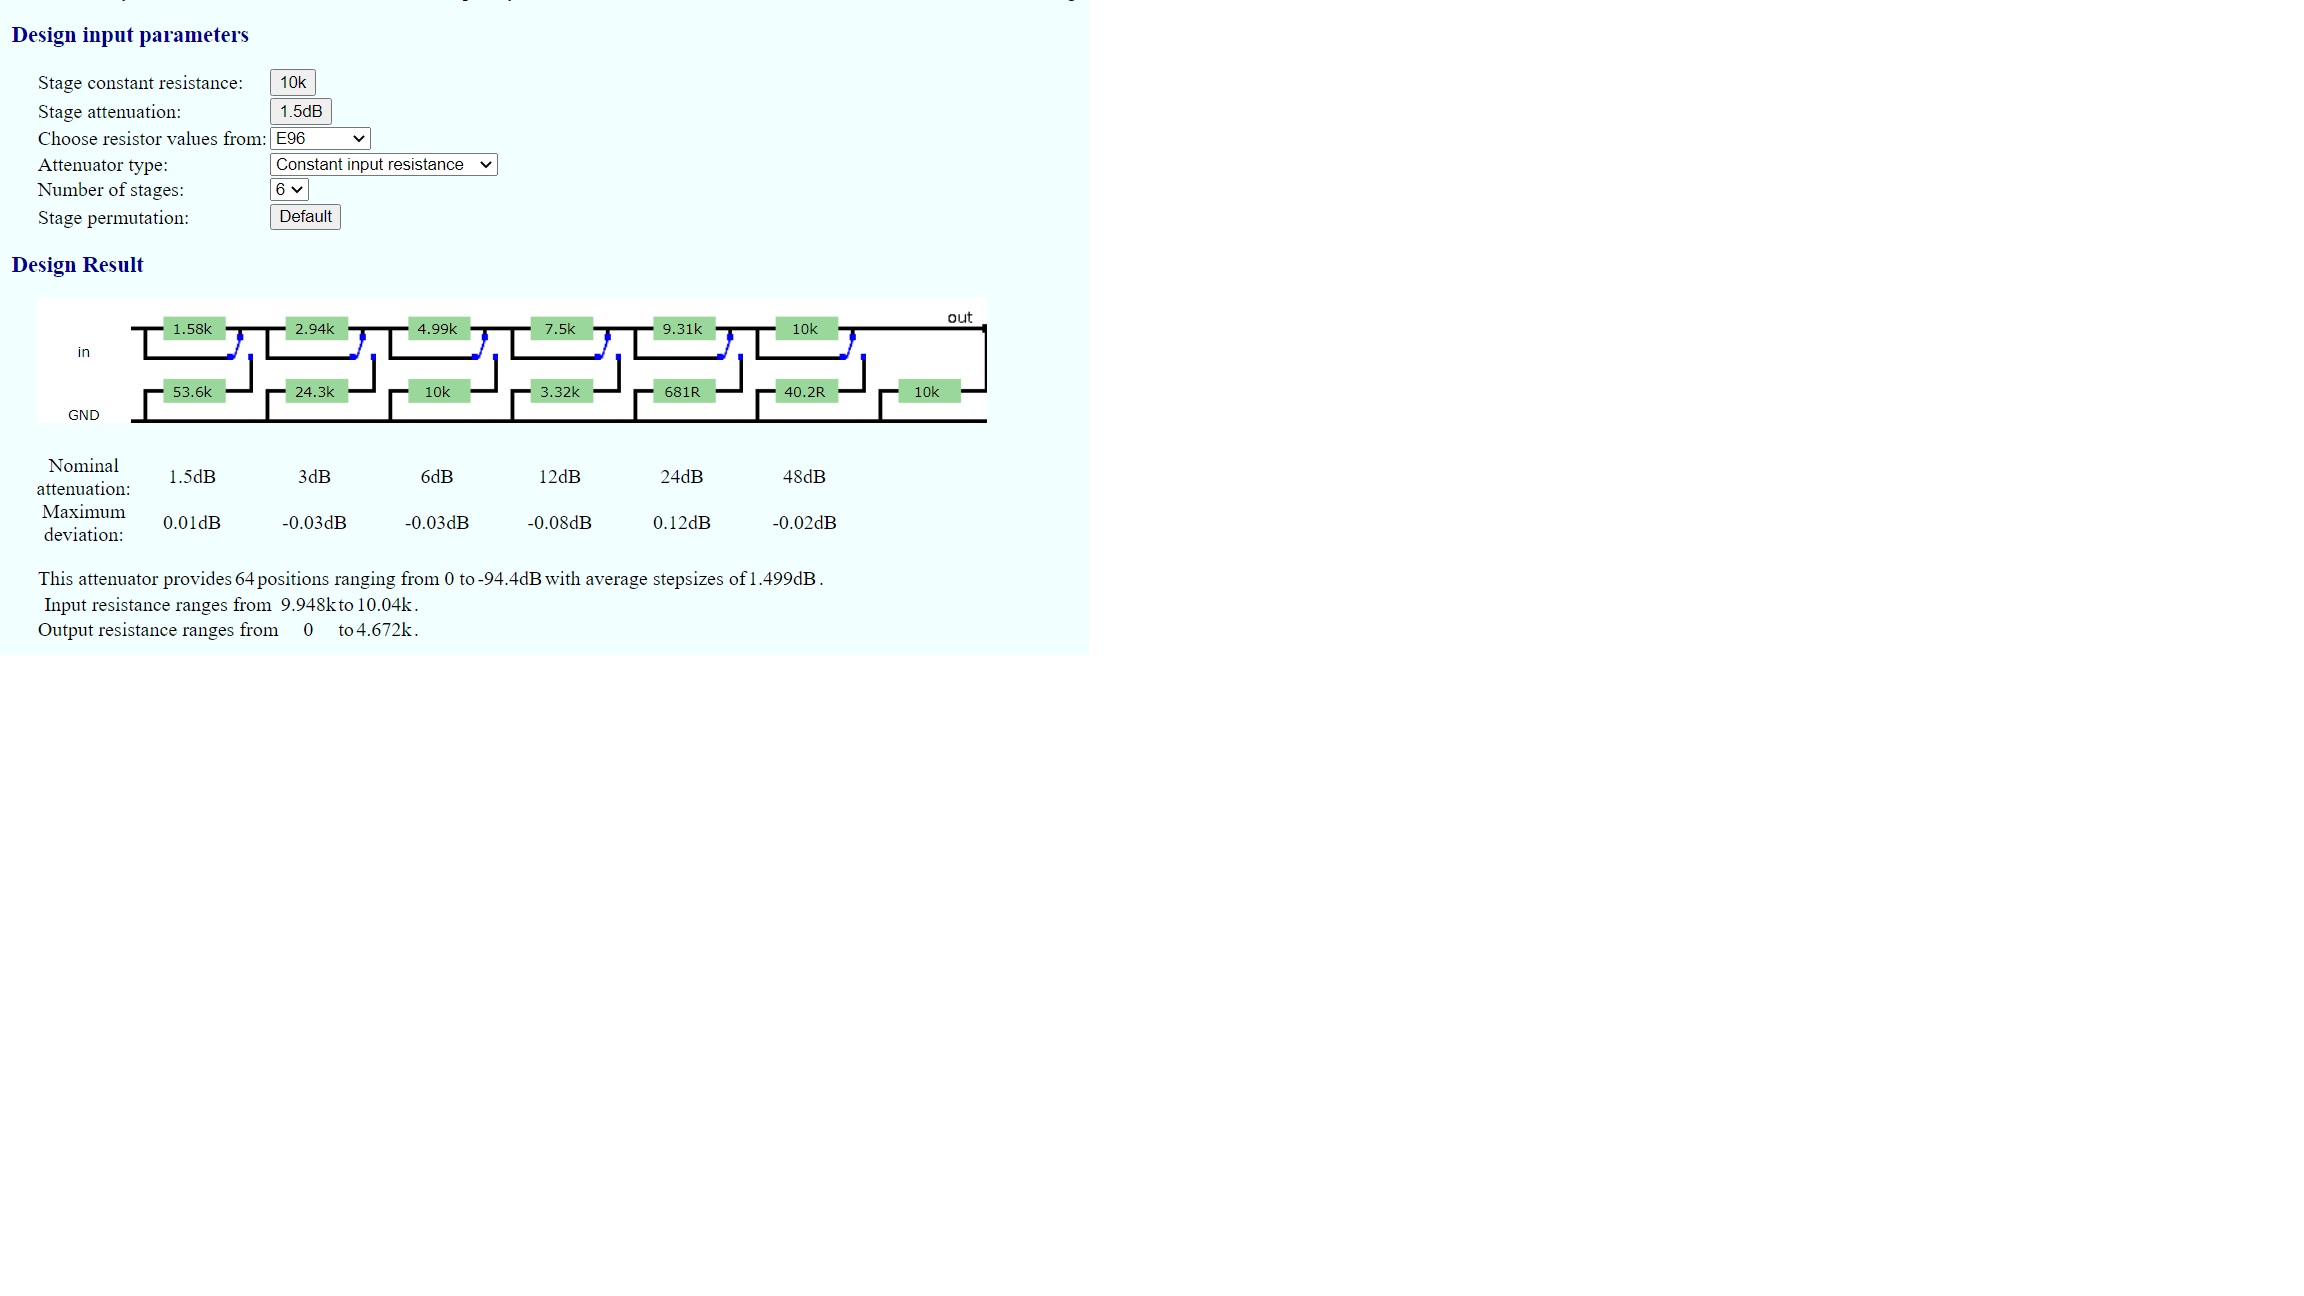 Design input parameters
Stage constant resistance: 10k
Stage attenuation: 1.5dB
Choose resistor values from: E96
Attenuator type: Constant input resistance
Number of stages: 6
Stage permutation: Default
Design Result
out
1.58k 2.94k 4.99k 7.5k 9.31k 10k
in
53.6k 24.3k 10k 3.32k 681R 40.2R 10k
GND
Nominal
attenuation: 1.5dB 3dB 6dB 12dB 24dB 48dB
Maximum
deviation: 0.01dB -0.03dB -0.03dB -0.08dB 0.12dB -0.02dB
This attenuator provides 64 positions ranging from 0 to -94.4dB with average stepsizes of 1.499dB.
Input resistance ranges from 9.948k to 10.04k.
Output resistance ranges from 0 to 4.672k.